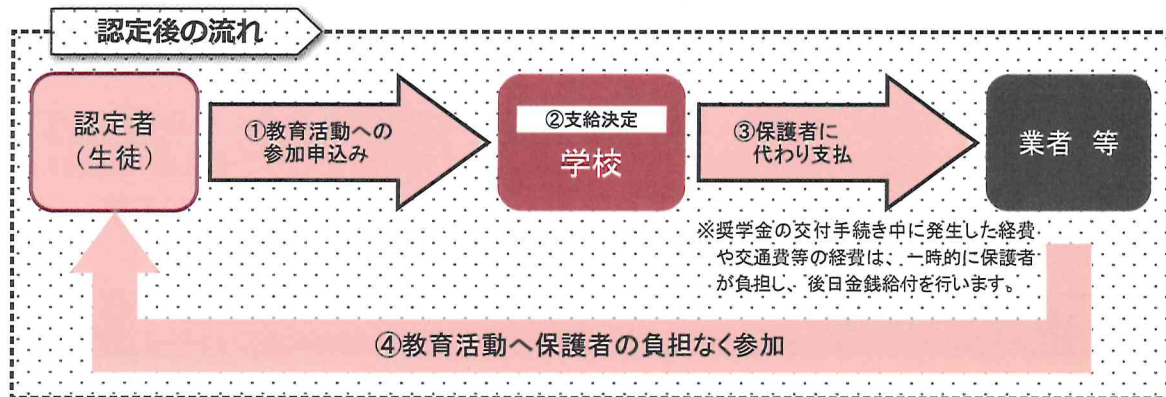 認定後の流れ
認定者
(生徒)
①教育活動への
参加申込み
②支給決定
学校
③保護者に
代わり支払
業者 等
※奨学金の交付手続き中に発生した経費
や交通費等の経費は、一時的に保護者
が負担し、後日金銭給付を行います。
④教育活動へ保護者の負担なく参加